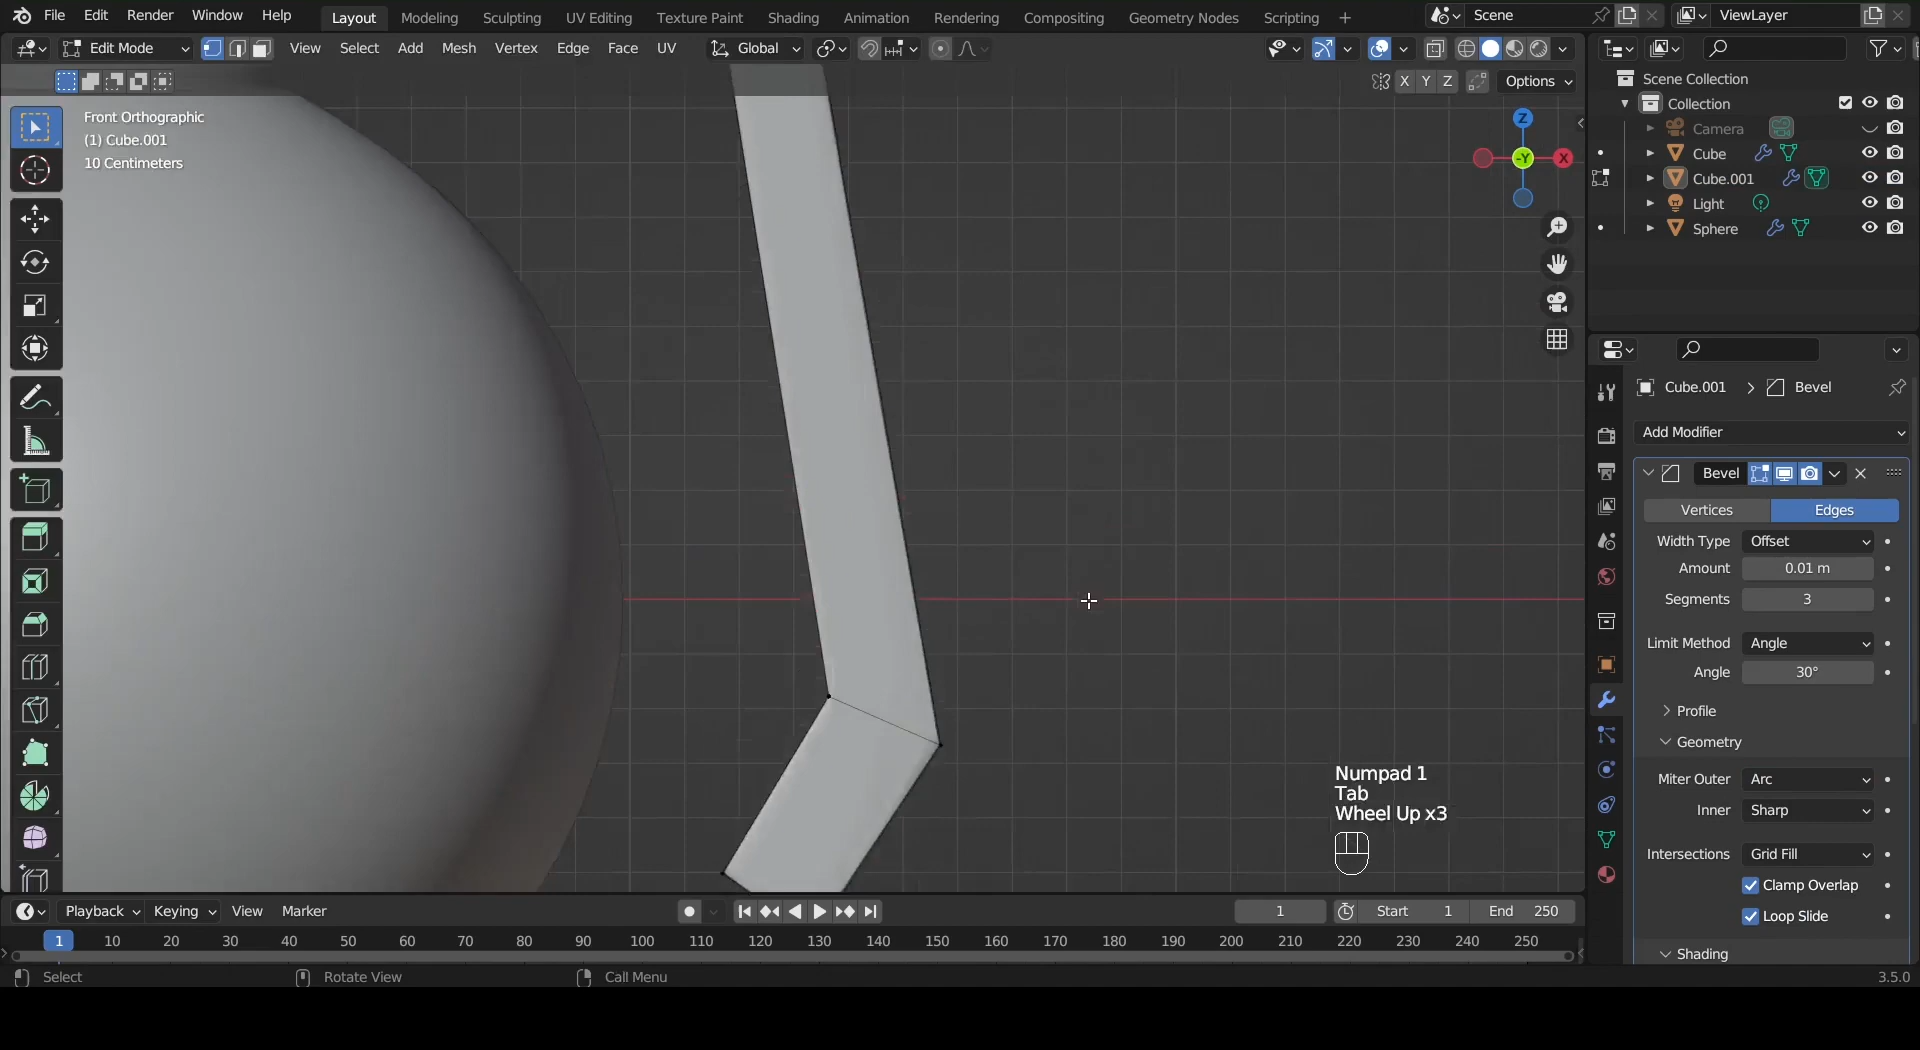 File Edit Render Window Help Layout Modeling Sculpting UV Editing Texture Paint Shading Animation Rendering Compositing Geometry Nodes Scripting + Scene ViewLayer
Edit Mode View Select Add Mesh Vertex Edge Face UV Global
X Y Z Options
Front Orthographic
(1) Cube.001
10 Centimeters
Z
-Y X
Numpad 1
Tab
Wheel Up x3
Scene Collection
Collection
Camera
Cube
Cube.001
Light
Sphere
Cube.001 > Bevel
Add Modifier
Bevel
Vertices Edges
Width Type Offset
Amount 0.01 m
Segments 3
Limit Method Angle
Angle 30°
Profile
Geometry
Miter Outer Arc
Inner Sharp
Intersections Grid Fill
Clamp Overlap
Loop Slide
Shading
Playback Keying View Marker 1 Start 1 End 250
1 10 20 30 40 50 60 70 80 90 100 110 120 130 140 150 160 170 180 190 200 210 220 230 240 250
Select Rotate View Call Menu 3.5.0